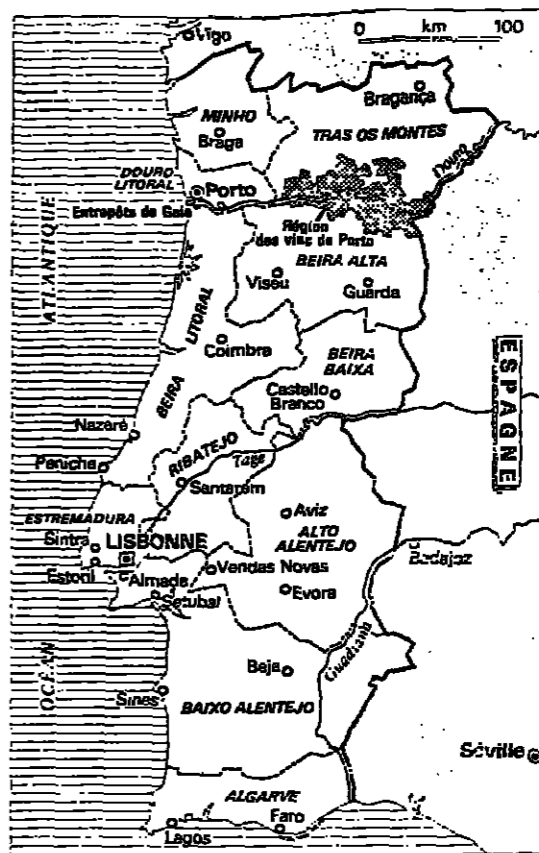 Vigo
0 km 100
Bragança
MINHO
Braga
TRAS OS MONTES
DOURO
LITORAL
Porto
Douro
Entrepôts de Gaia
Région
des vins de Porto
BEIRA ALTA
Viseu
Guarda
ATLANTIQUE
LITORAL
Coimbra
BEIRA
BAIXA
ESPAGNE
BEIRA
Castello
Branco
Nazaré
RIBATEJO
Tage
Peniche
Santarém
ESTREMADURA
Aviz
Sintra
LISBONNE
ALTO
ALENTEJO
Badajoz
Estoril
Vendas Novas
Almada
Setubal
Evora
Guadiana
Beja
OCÉAN
Sines
BAIXO ALENTEJO
Séville
ALGARVE
Faro
Lagos